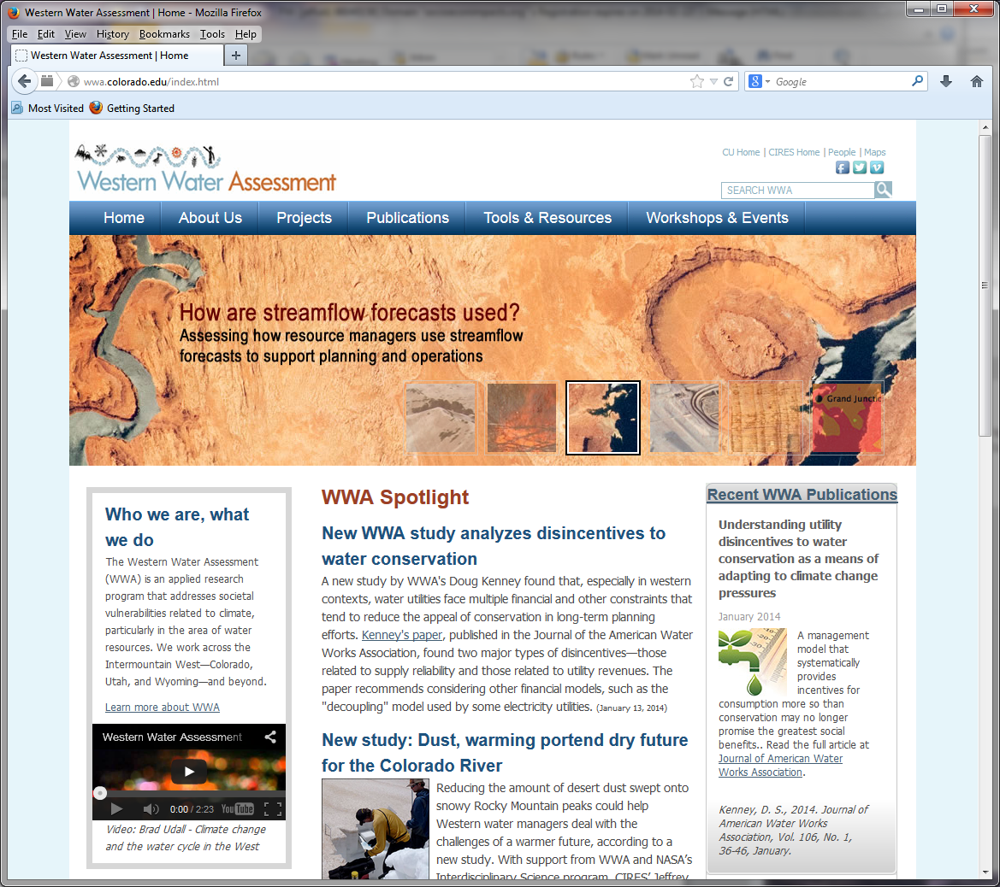 Western Water Assessment | Home - Mozilla Firefox
File Edit View History Bookmarks Tools Help
Western Water Assessment | Home
wwa.colorado.edu/index.html
Google
Most Visited Getting Started
CU Home | CIRES Home | People | Maps
Western Water Assessment
SEARCH WWA
Home About Us Projects Publications Tools & Resources Workshops & Events
How are streamflow forecasts used?
Assessing how resource managers use streamflow
forecasts to support planning and operations
Grand Junctic
Who we are, what
we do
The Western Water Assessment
(WWA) is an applied research
program that addresses societal
vulnerabilities related to climate,
particularly in the area of water
resources. We work across the
Intermountain West—Colorado,
Utah, and Wyoming—and beyond.
Learn more about WWA
Western Water Assessment
0:00 / 2:23 YouTube
Video: Brad Udall - Climate change
and the water cycle in the West
WWA Spotlight
New WWA study analyzes disincentives to
water conservation
A new study by WWA's Doug Kenney found that, especially in western
contexts, water utilities face multiple financial and other constraints that
tend to reduce the appeal of conservation in long-term planning
efforts. Kenney's paper, published in the Journal of the American Water
Works Association, found two major types of disincentives—those
related to supply reliability and those related to utility revenues. The
paper recommends considering other financial models, such as the
"decoupling" model used by some electricity utilities. (January 13, 2014)
New study: Dust, warming portend dry future
for the Colorado River
Reducing the amount of desert dust swept onto
snowy Rocky Mountain peaks could help
Western water managers deal with the
challenges of a warmer future, according to a
new study. With support from WWA and NASA's
Interdisciplinary Science program, CIRES' Jeffrey
Recent WWA Publications
Understanding utility
disincentives to water
conservation as a means of
adapting to climate change
pressures
January 2014
A management
model that
systematically
provides
incentives for
consumption more so than
conservation may no longer
promise the greatest social
benefits.. Read the full article at
Journal of American Water
Works Association.
Kenney, D. S., 2014. Journal of
American Water Works
Association, Vol. 106, No. 1,
36-46, January.